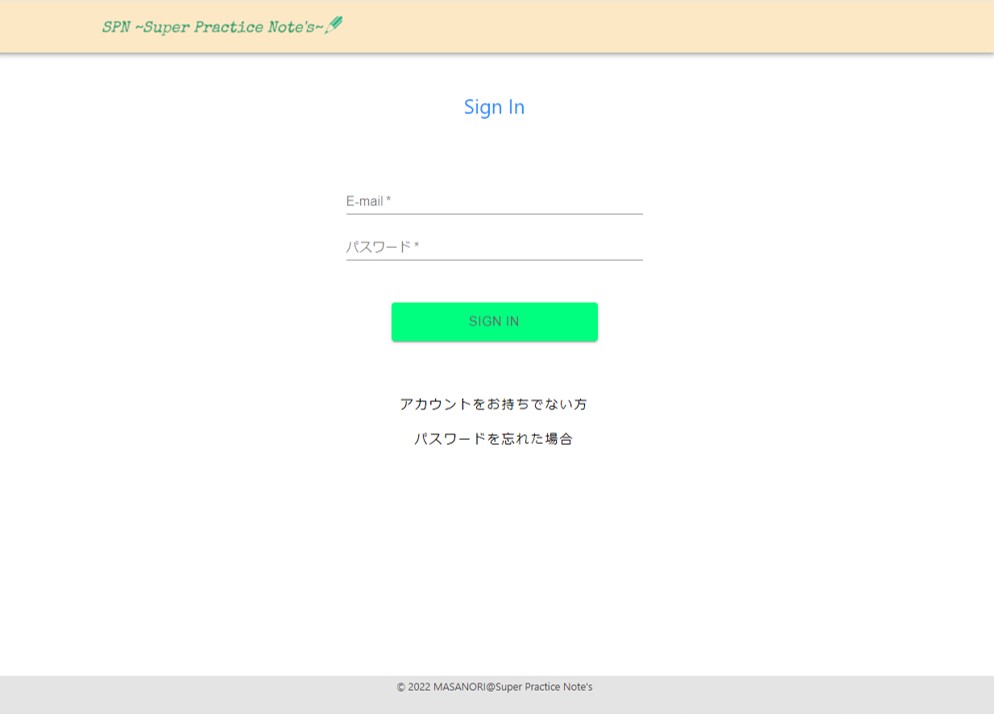 SPN ~Super Practice Note's~
Sign In
E-mail *
パスワード *
SIGN IN
アカウントをお持ちでない方
パスワードを忘れた場合
© 2022 MASANORI@Super Practice Note's